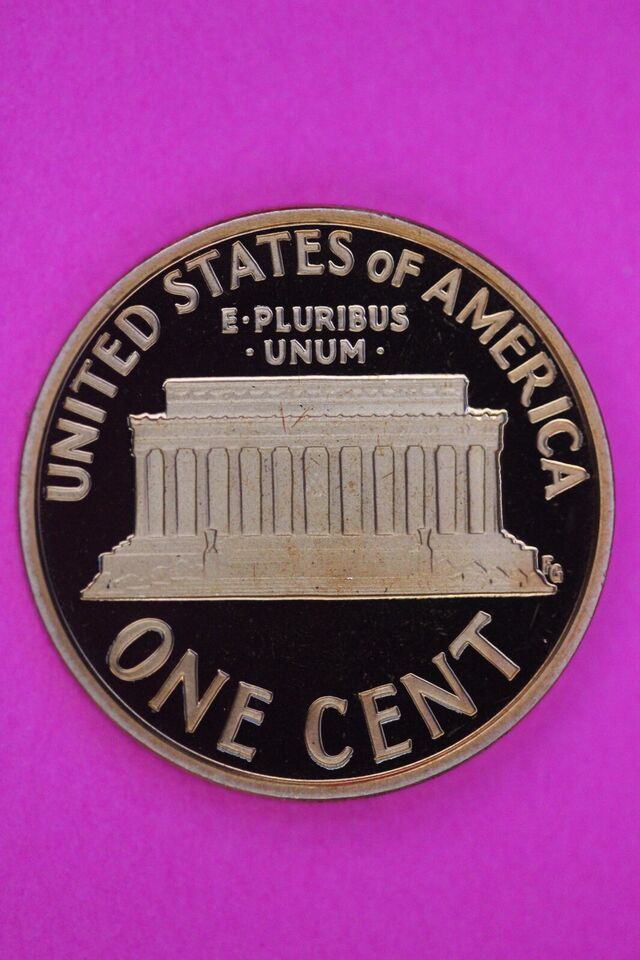 UNITED STATES OF AMERICA
E·PLURIBUS
·UNUM·
FG
ONE CENT